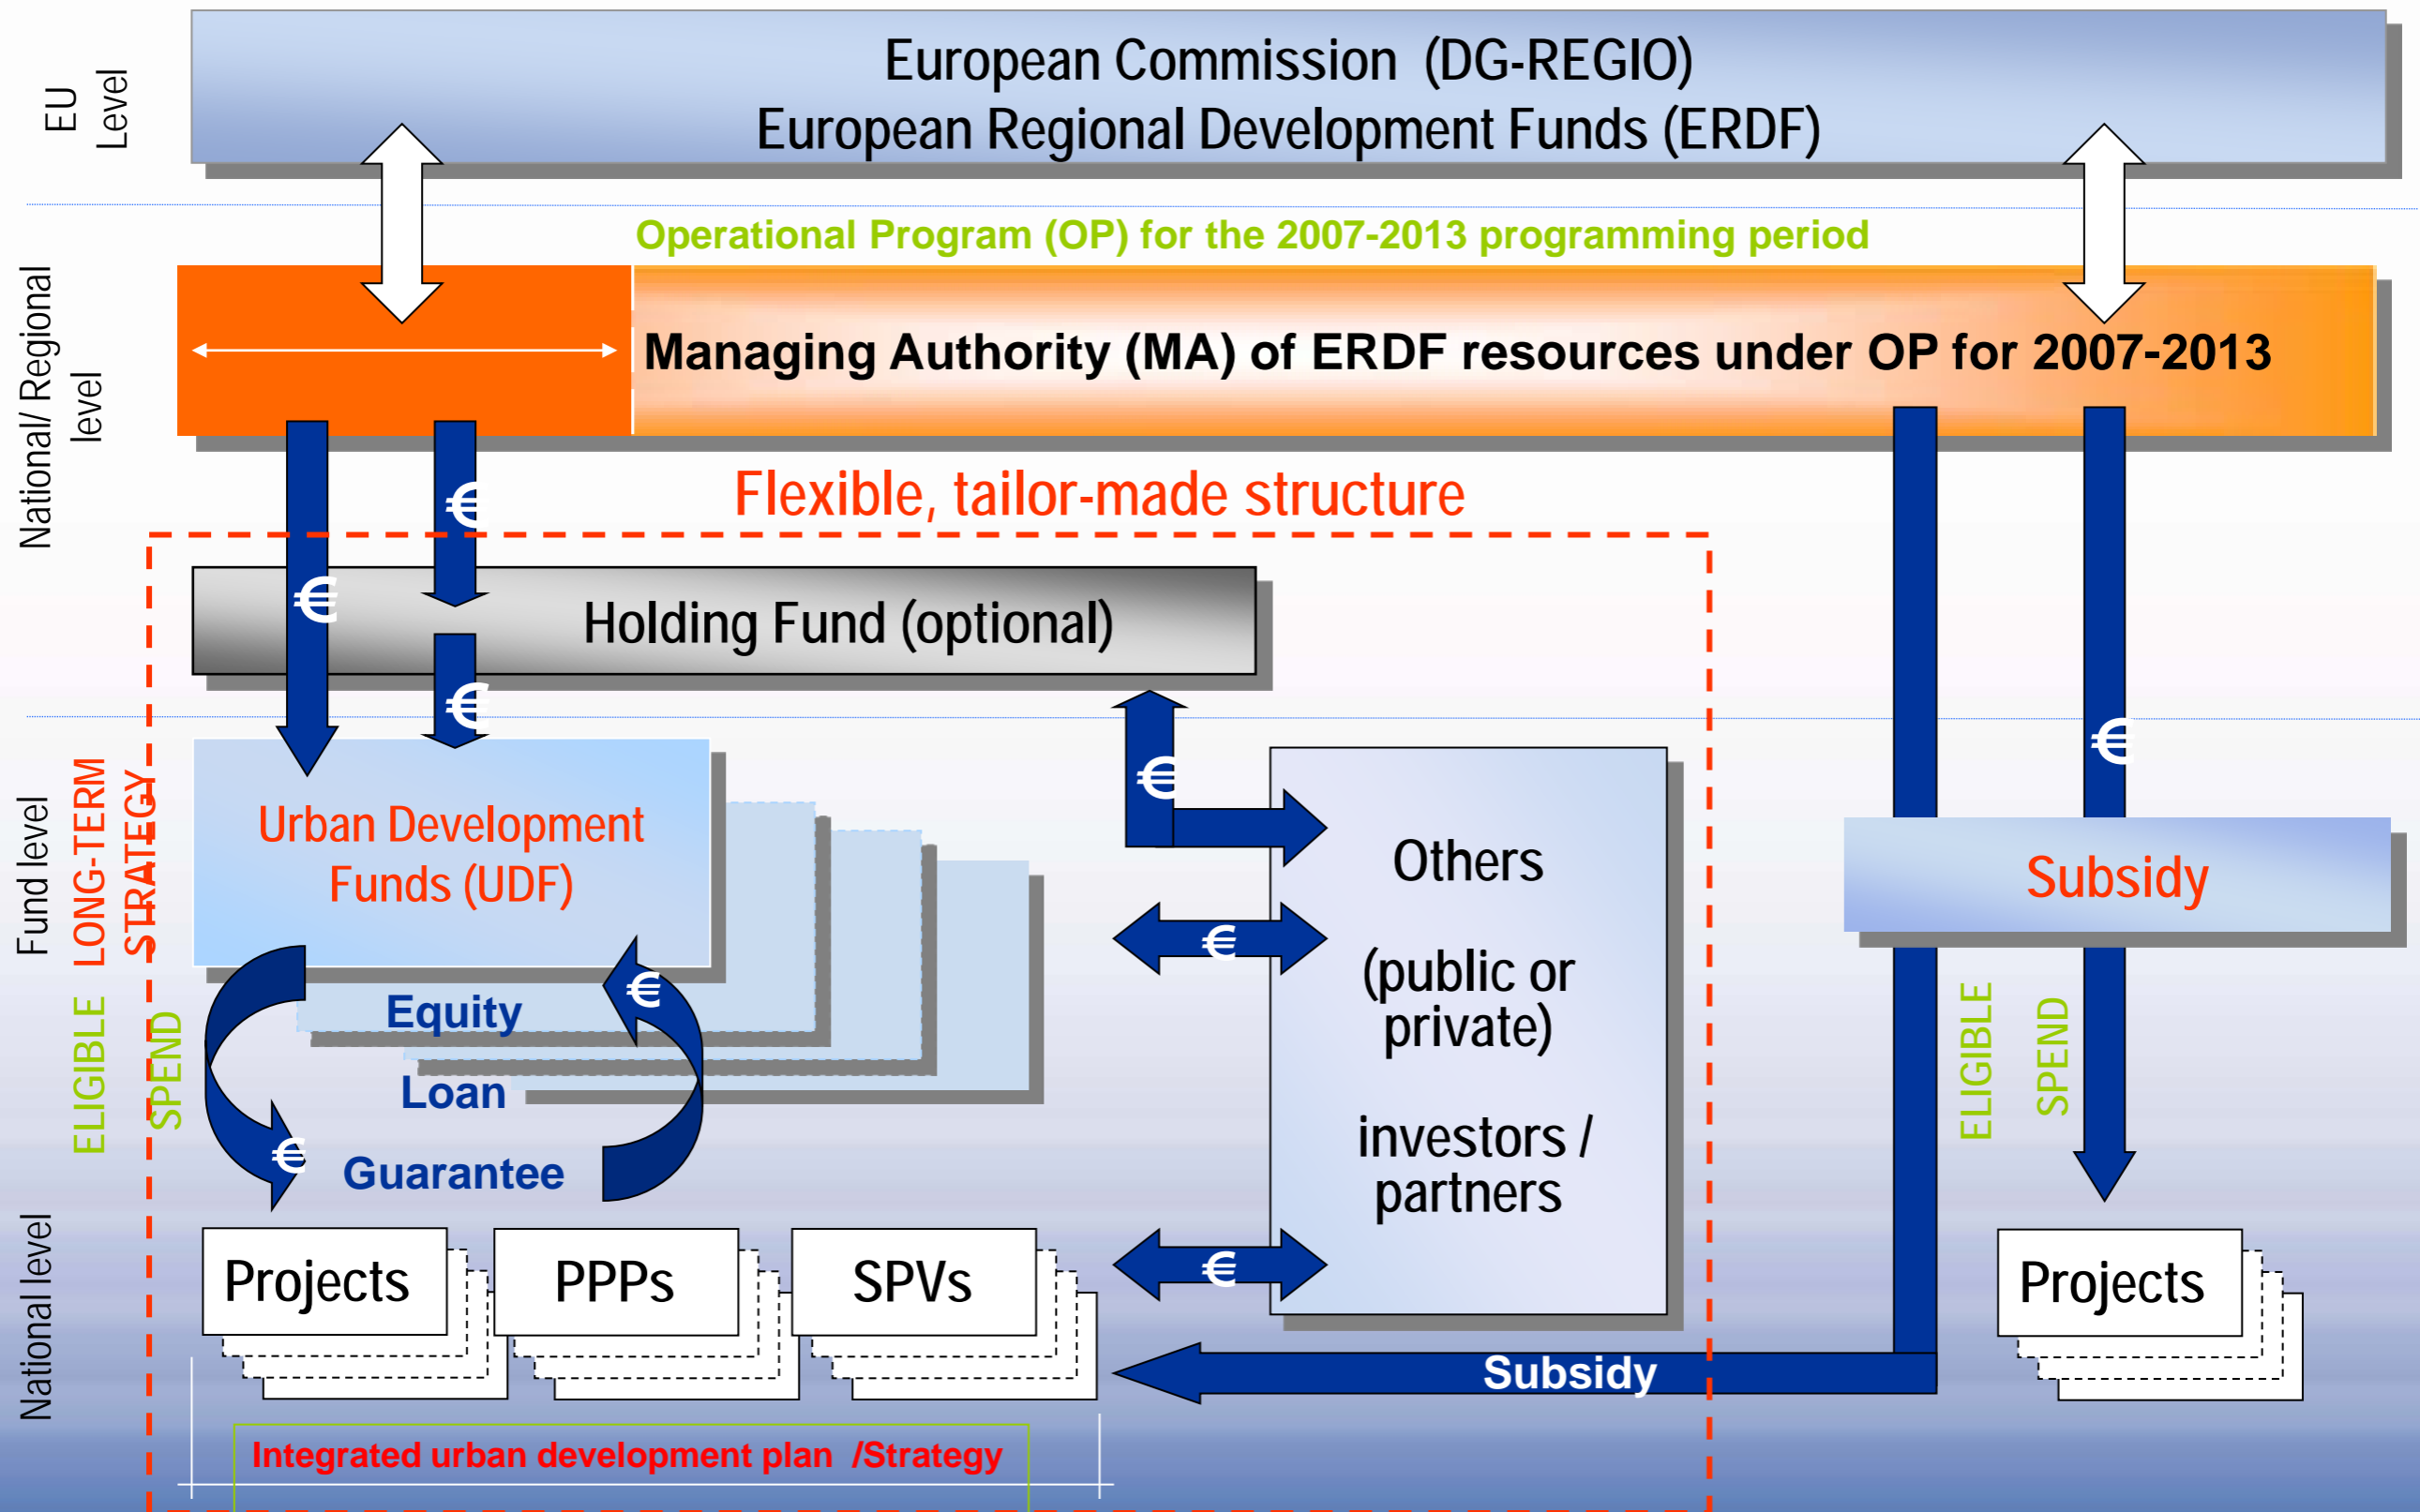 EU
Level
European Commission (DG-REGIO)
European Regional Development Funds (ERDF)
National/ Regional
level
Operational Program (OP) for the 2007-2013 programming period
Managing Authority (MA) of ERDF resources under OP for 2007-2013
€
Flexible, tailor-made structure
€
Holding Fund (optional)
€
€
€
Fund level
LONG-TERM
STRATEGY
Urban Development
Funds (UDF)
Others
(public or
private)
investors /
partners
€
Subsidy
ELIGIBLE
SPEND
€
Equity
Loan
Guarantee
€
ELIGIBLE
SPEND
National level
Projects
PPPs
SPVs
€
Projects
Subsidy
Integrated urban development plan /Strategy